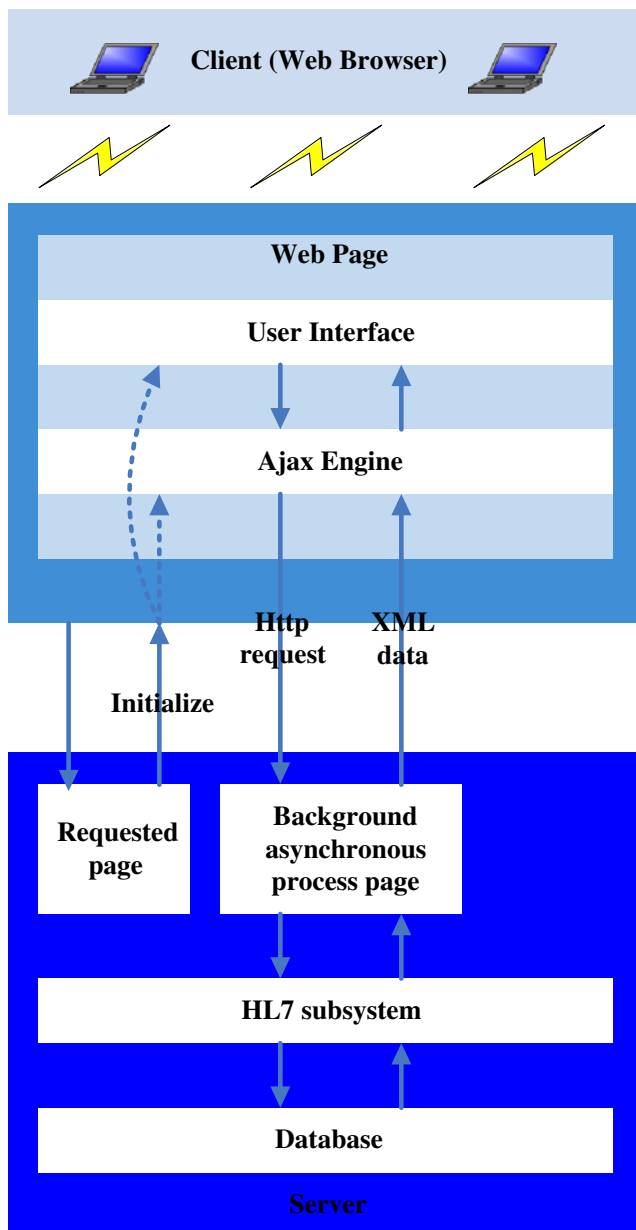 Client (Web Browser)
Web Page
User Interface
Ajax Engine
Http
request
XML
data
Initialize
Requested
page
Background
asynchronous
process page
HL7 subsystem
Database
Server